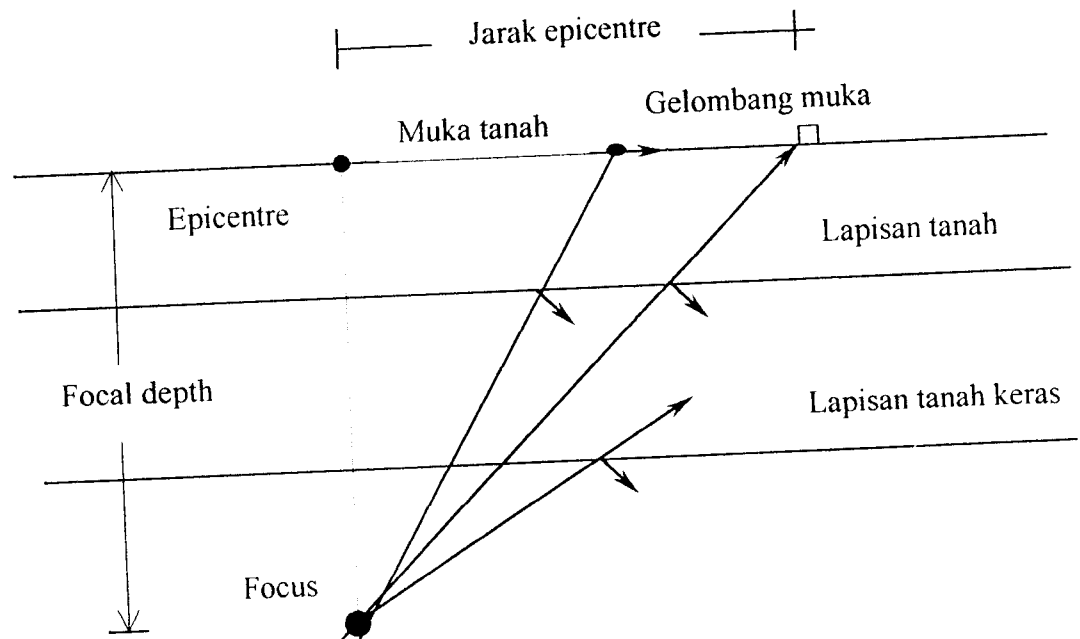 Jarak epicentre
Gelombang muka
Muka tanah
Epicentre
Lapisan tanah
Focal depth
Lapisan tanah keras
Focus